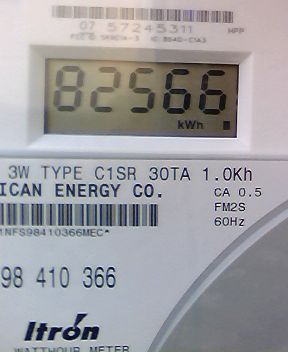 07 57245311 MPP
82566
kWh
3W TYPE C1SR 30TA 1.0Kh
ICAN ENERGY CO.
CA 0.5
FM2S
60Hz
1NFS98410366MEC*
98 410 366
Itron
WATTHOUR METER